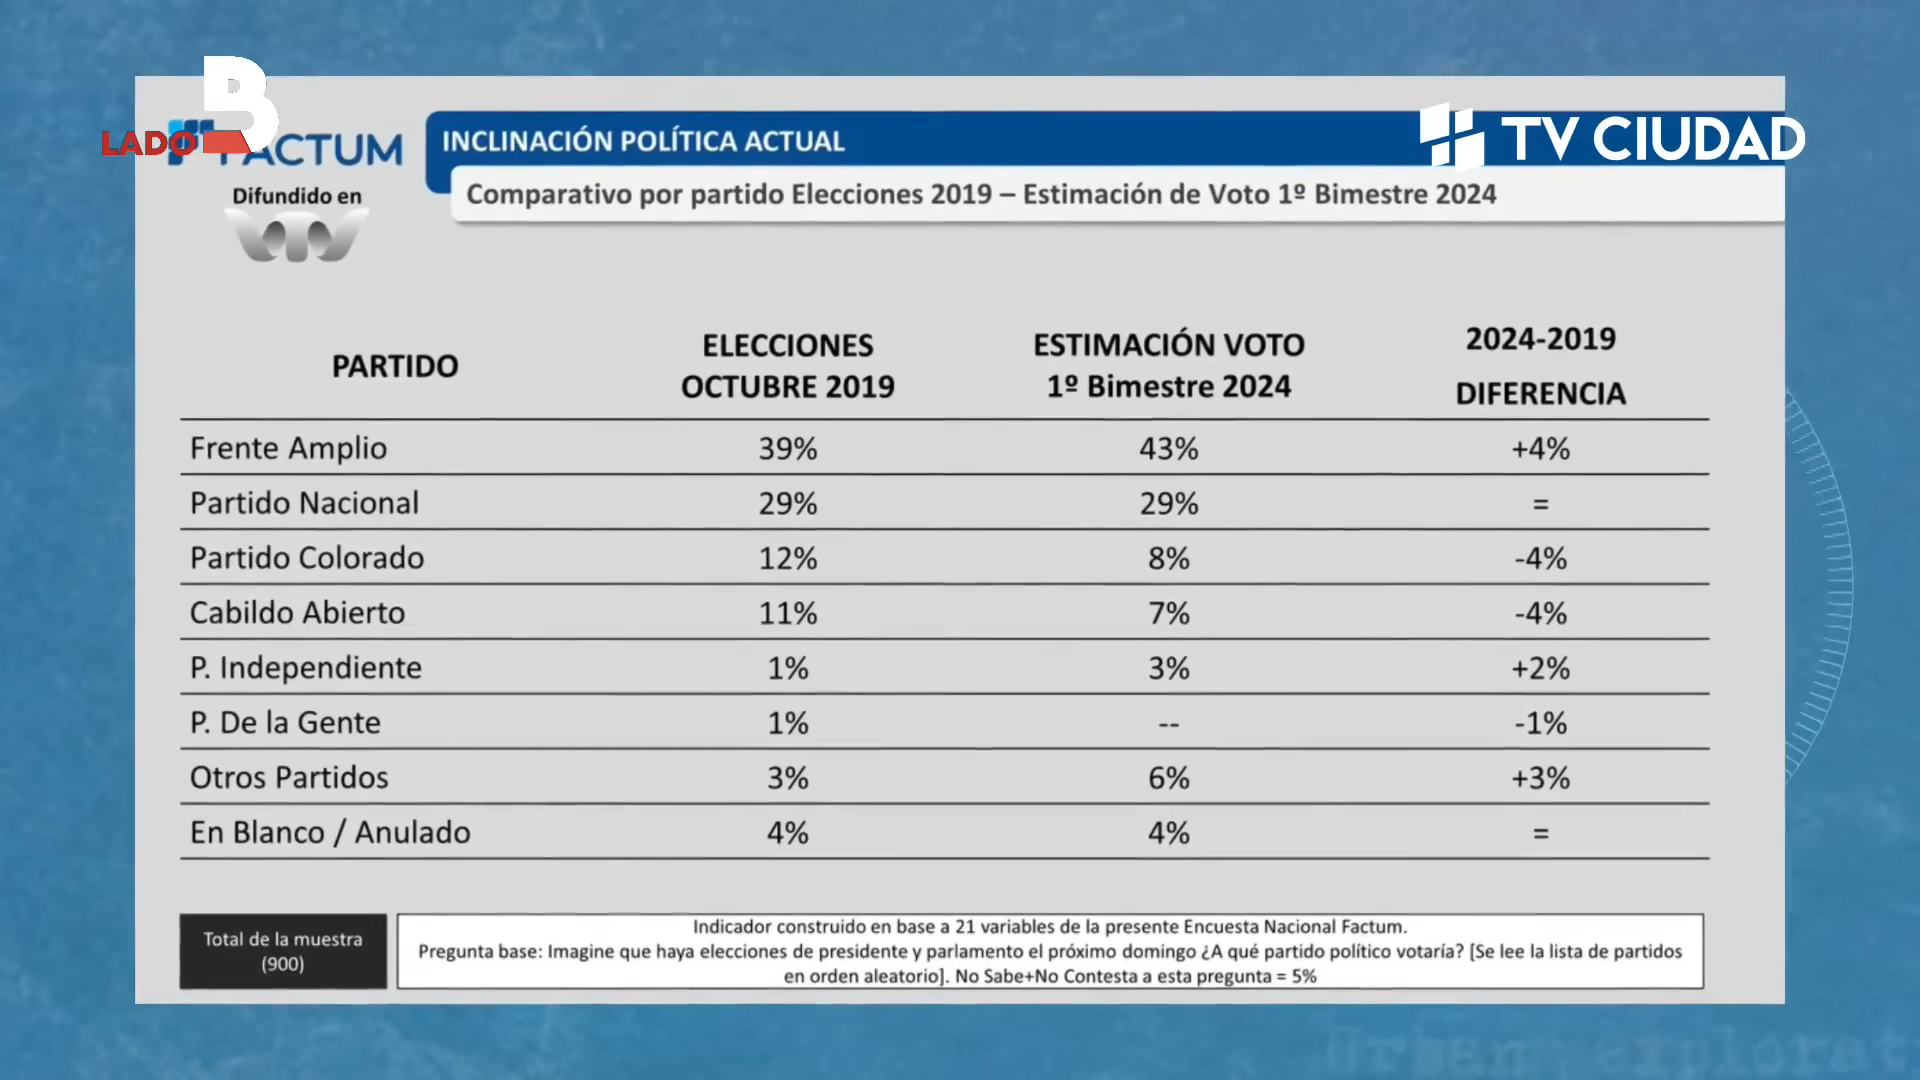 LADO B
FACTUM
Difundido en
VTV
INCLINACIÓN POLÍTICA ACTUAL
TV CIUDAD
Comparativo por partido Elecciones 2019 – Estimación de Voto 1º Bimestre 2024
PARTIDO
ELECCIONES
OCTUBRE 2019
ESTIMACIÓN VOTO
1º Bimestre 2024
2024-2019
DIFERENCIA
Frente Amplio 39% 43% +4%
Partido Nacional 29% 29% =
Partido Colorado 12% 8% -4%
Cabildo Abierto 11% 7% -4%
P. Independiente 1% 3% +2%
P. De la Gente 1% -- -1%
Otros Partidos 3% 6% +3%
En Blanco / Anulado 4% 4% =
Total de la muestra
(900)
Indicador construido en base a 21 variables de la presente Encuesta Nacional Factum.
Pregunta base: Imagine que haya elecciones de presidente y parlamento el próximo domingo ¿A qué partido político votaría? [Se lee la lista de partidos
en orden aleatorio]. No Sabe+No Contesta a esta pregunta = 5%